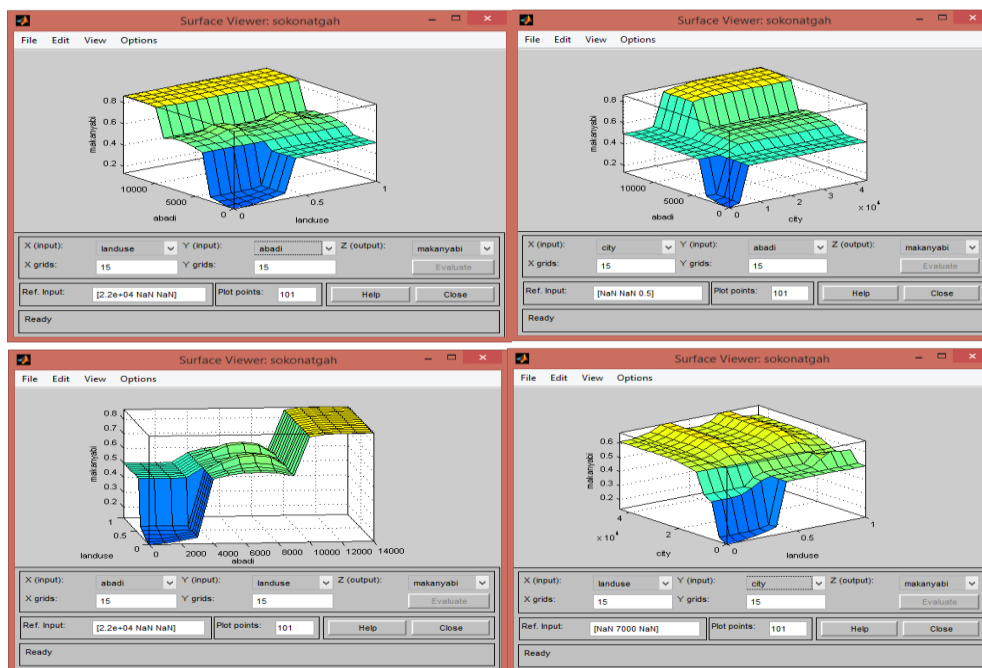 Surface Viewer: sokonatgah
File Edit View Options
0.8
0.6
0.4
0.2
makanyabi
10000
5000
0
abadi
0
0.5
1
landuse
X (input): landuse Y (input): abadi Z (output): makanyabi
X grids: 15 Y grids: 15 Evaluate
Ref. Input: [2.2e+04 NaN NaN] Plot points: 101 Help Close
Ready
Surface Viewer: sokonatgah
File Edit View Options
0.8
0.6
0.4
0.2
makanyabi
10000
5000
0
abadi
0
1
2
3
4
x 10⁴
city
X (input): city Y (input): abadi Z (output): makanyabi
X grids: 15 Y grids: 15 Evaluate
Ref. Input: [NaN NaN 0.5] Plot points: 101 Help Close
Ready
Surface Viewer: sokonatgah
File Edit View Options
0.8
0.7
0.6
0.5
0.4
0.3
0.2
makanyabi
1
0.5
0
landuse
0 2000 4000 6000 8000 10000 12000 14000
abadi
X (input): abadi Y (input): landuse Z (output): makanyabi
X grids: 15 Y grids: 15 Evaluate
Ref. Input: [2.2e+04 NaN NaN] Plot points: 101 Help Close
Ready
Surface Viewer: sokonatgah
File Edit View Options
0.6
0.5
0.4
0.3
0.2
makanyabi
4
2
0
x 10⁴
city
0
0.5
1
landuse
X (input): landuse Y (input): city Z (output): makanyabi
X grids: 15 Y grids: 15 Evaluate
Ref. Input: [NaN 7000 NaN] Plot points: 101 Help Close
Ready